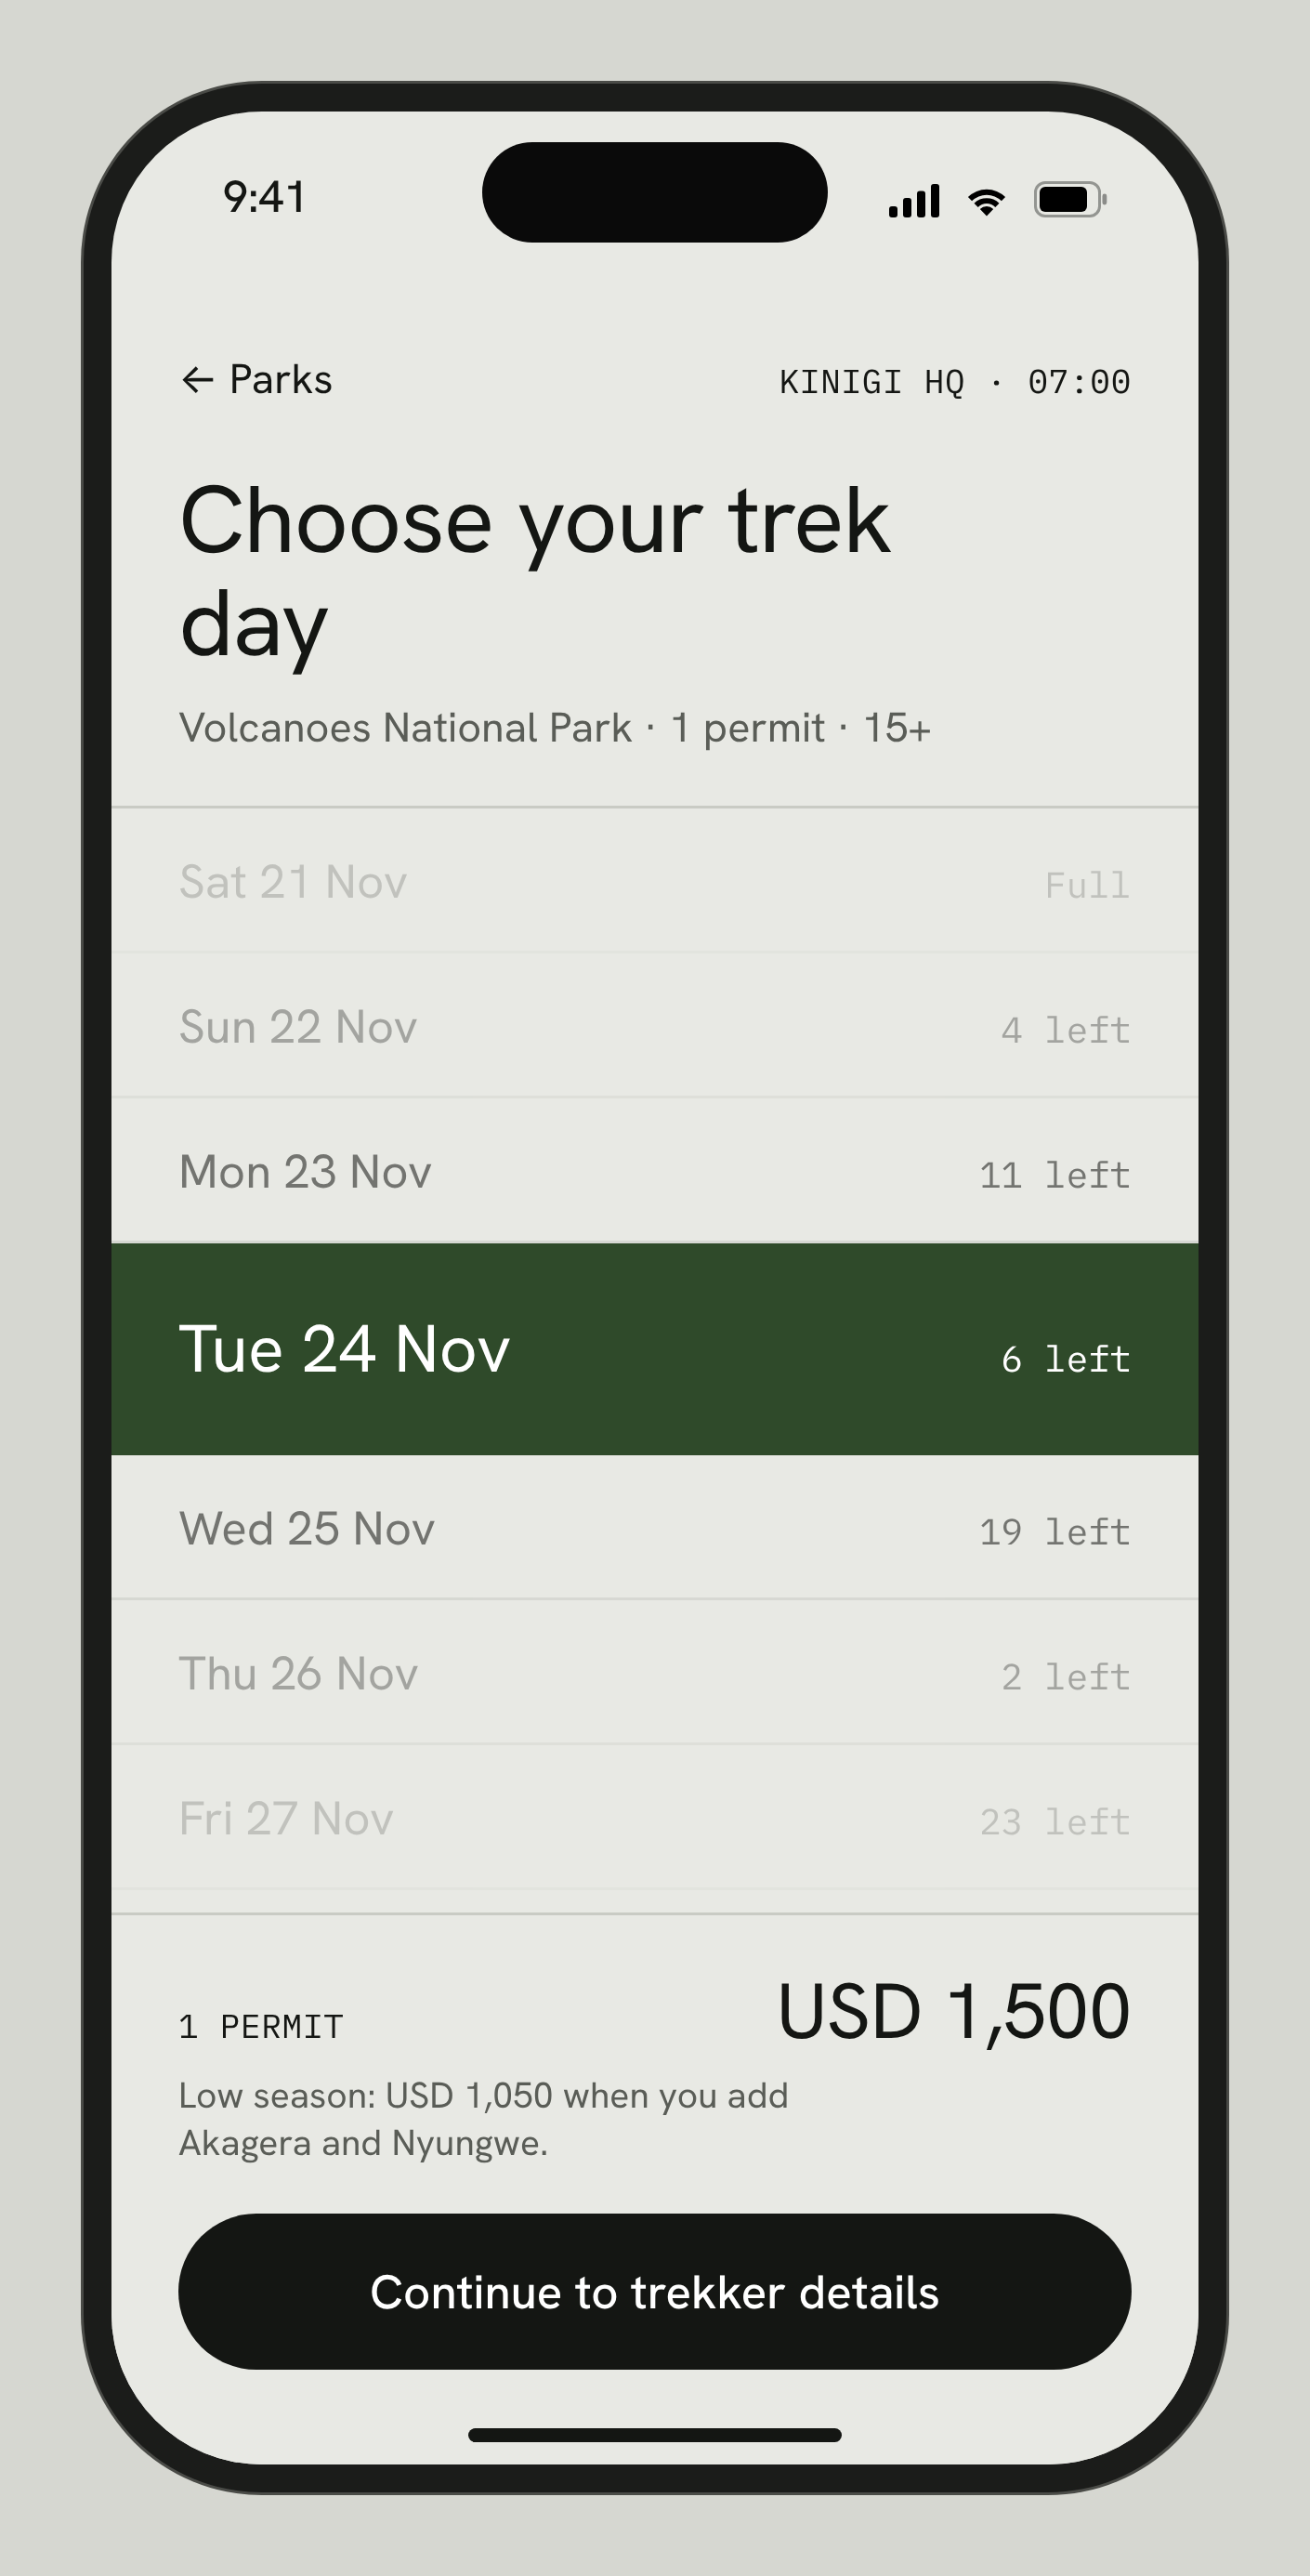 9:41
← Parks
KINIGI HQ · 07:00
Choose your trek
day
Volcanoes National Park · 1 permit · 15+
Sat 21 Nov Full
Sun 22 Nov 4 left
Mon 23 Nov 11 left
Tue 24 Nov 6 left
Wed 25 Nov 19 left
Thu 26 Nov 2 left
Fri 27 Nov 23 left
1 PERMIT USD 1,500
Low season: USD 1,050 when you add
Akagera and Nyungwe.
Continue to trekker details